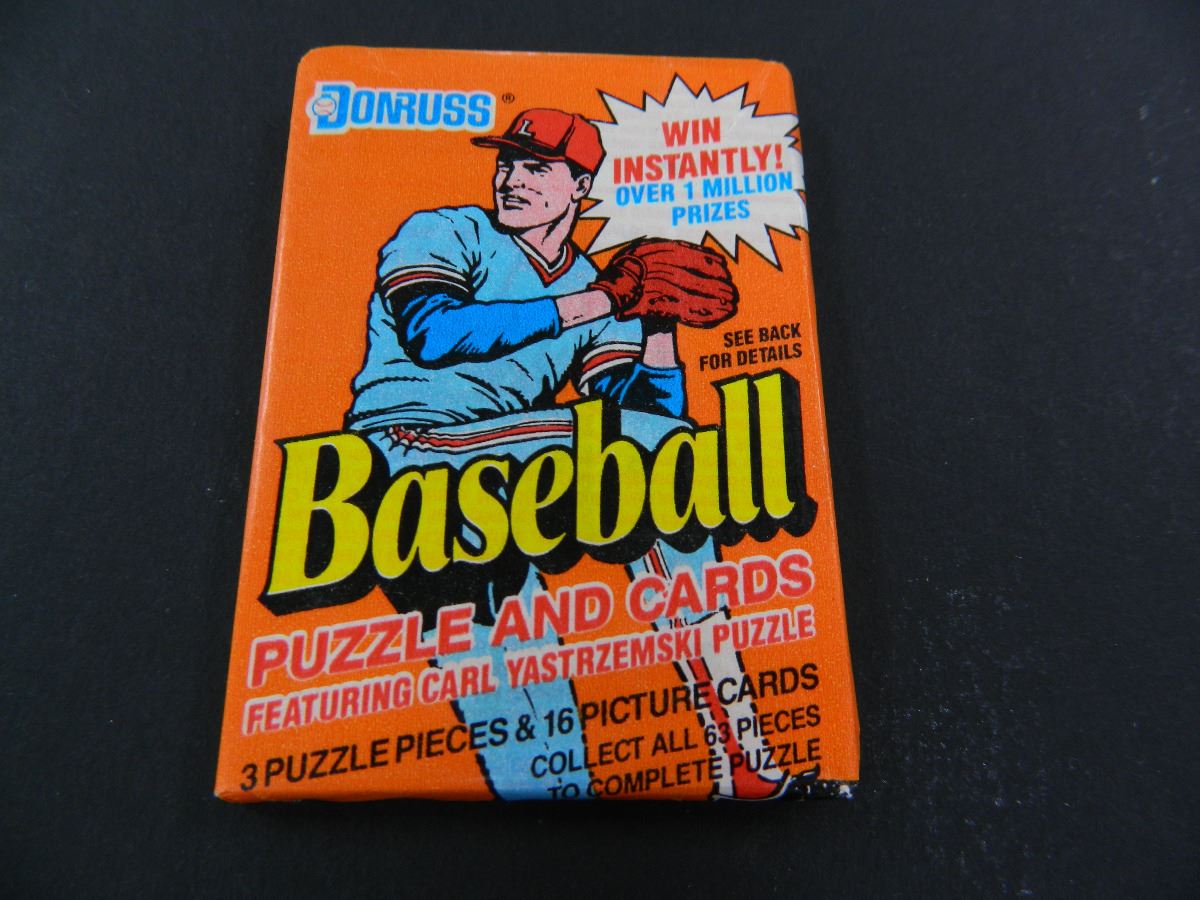 DONRUSS®
L
WIN
INSTANTLY!
OVER 1 MILLION
PRIZES
SEE BACK
FOR DETAILS
Baseball
PUZZLE AND CARDS
FEATURING CARL YASTRZEMSKI PUZZLE
3 PUZZLE PIECES & 16 PICTURE CARDS
COLLECT ALL 63 PIECES
TO COMPLETE PUZZLE